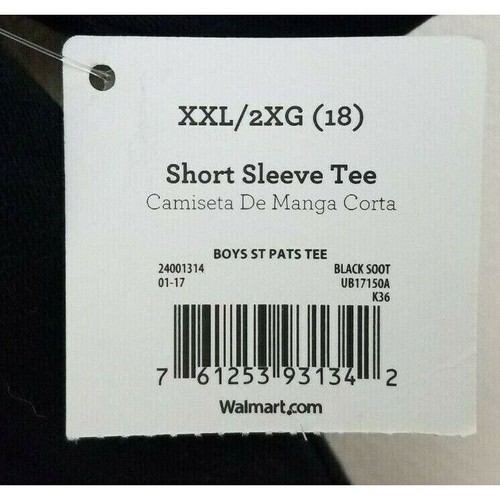 XXL/2XG (18)
Short Sleeve Tee
Camiseta De Manga Corta
BOYS ST PATS TEE
24001314 BLACK SOOT
01-17 UB17150A
K36
7 61253 93134 2
Walmart.com